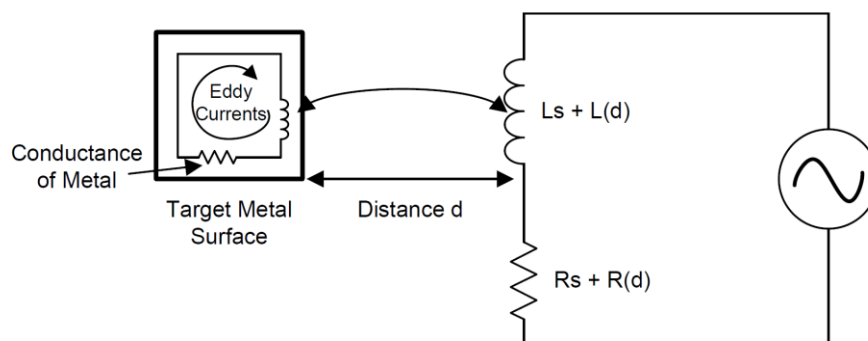 Eddy
Currents
Conductance
of Metal
Target Metal
Surface
Distance d
Ls + L(d)
Rs + R(d)